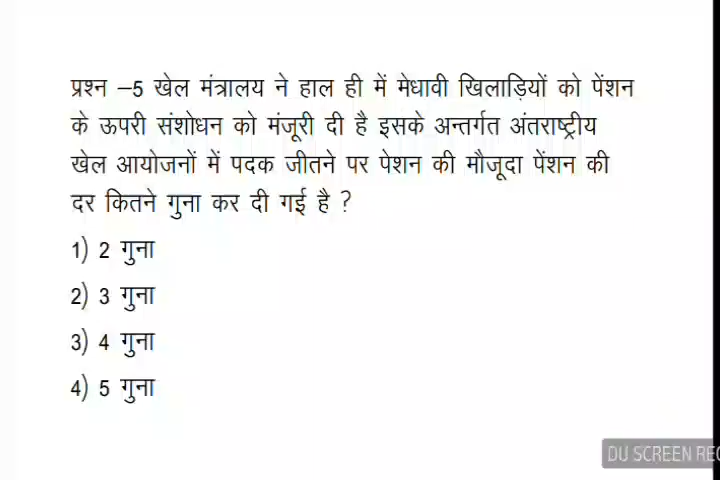 प्रश्न –5 खेल मंत्रालय ने हाल ही में मेधावी खिलाड़ियों को पेंशन
के ऊपरी संशोधन को मंजूरी दी है इसके अन्तर्गत अंतराष्ट्रीय
खेल आयोजनों में पदक जीतने पर पेशन की मौजूदा पेंशन की
दर कितने गुना कर दी गई है ?
1) 2 गुना
2) 3 गुना
3) 4 गुना
4) 5 गुना
DU SCREEN REC